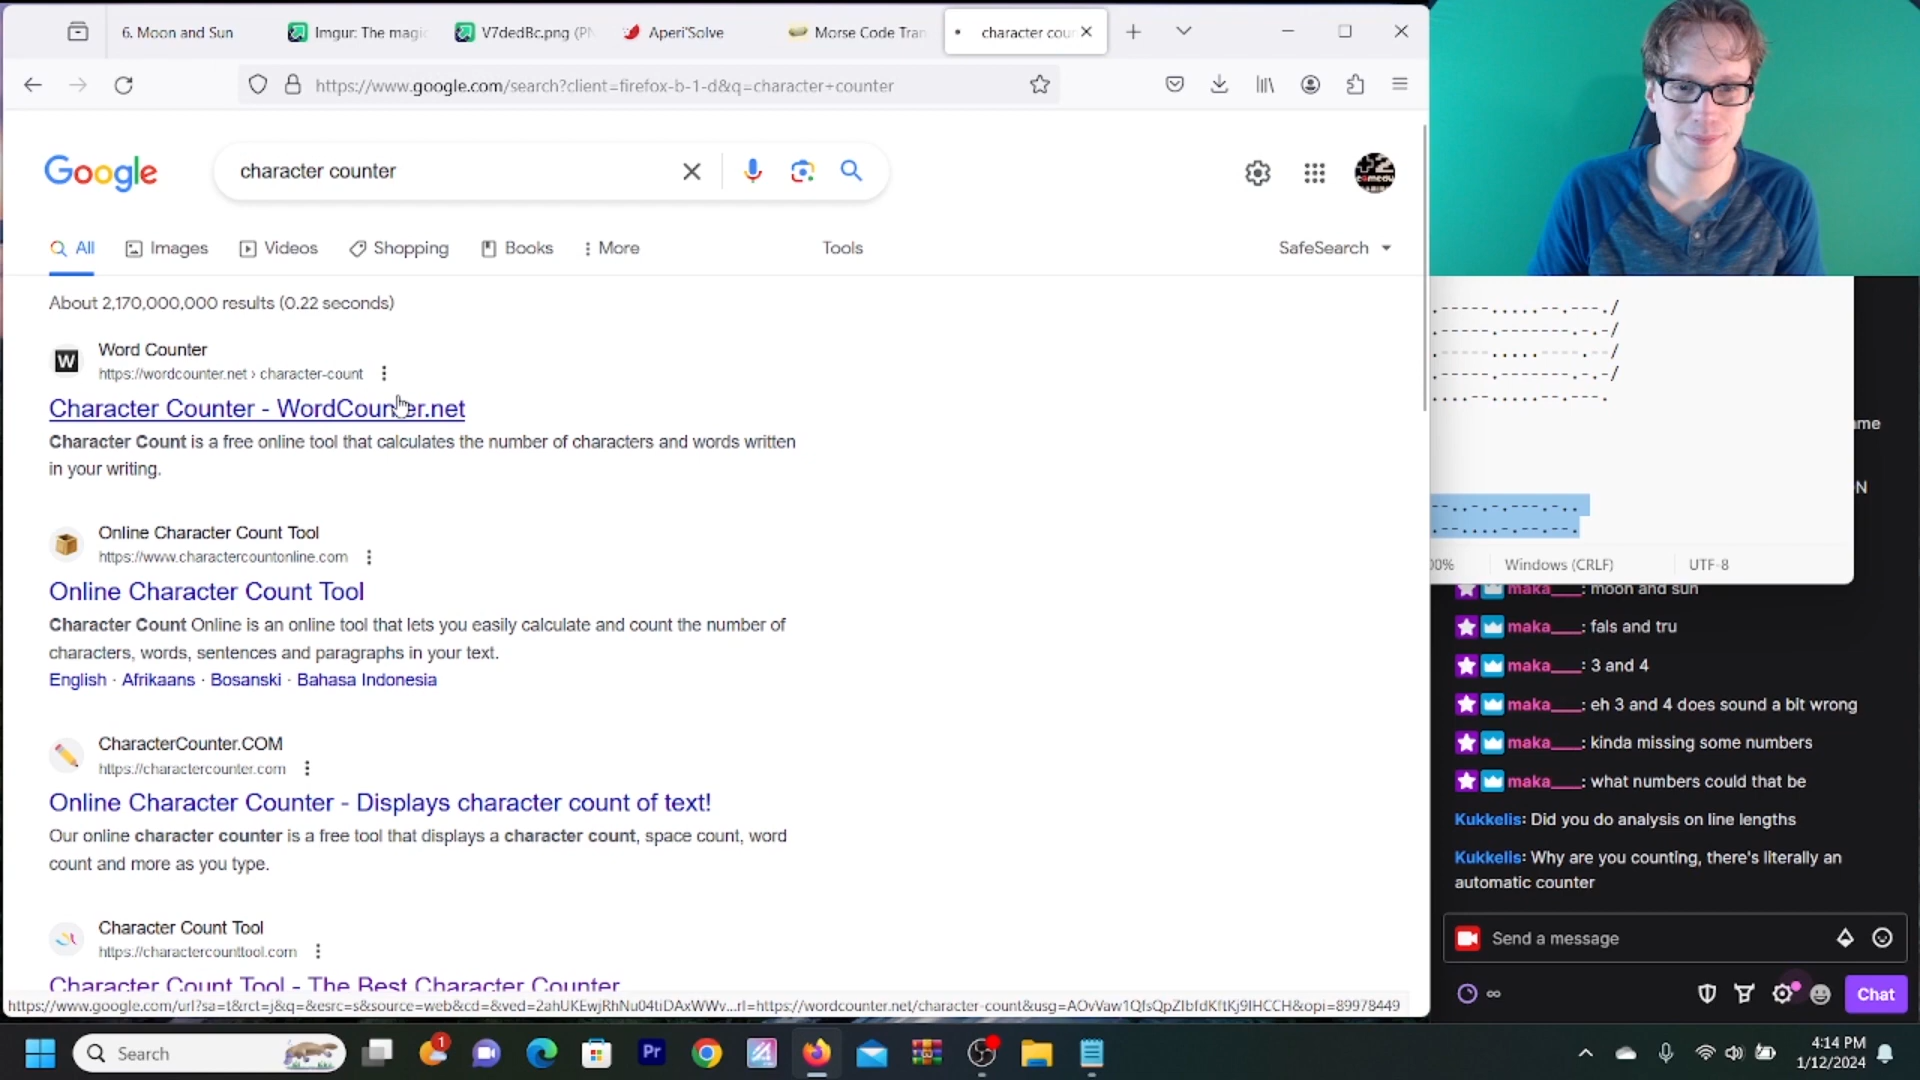 6. Moon and Sun
Imgur: The magic
V7dedBc.png (PN
Aperi'Solve
Morse Code Tran
character coun
https://www.google.com/search?client=firefox-b-1-d&q=character+counter
Google
character counter
All
Images
Videos
Shopping
Books
More
Tools
SafeSearch
About 2,170,000,000 results (0.22 seconds)
W
Word Counter
https://wordcounter.net › character-count
Character Counter - WordCounter.net
Character Count is a free online tool that calculates the number of characters and words written
in your writing.
Online Character Count Tool
https://www.charactercountonline.com
Online Character Count Tool
Character Count Online is an online tool that lets you easily calculate and count the number of
characters, words, sentences and paragraphs in your text.
English · Afrikaans · Bosanski · Bahasa Indonesia
CharacterCounter.COM
https://charactercounter.com
Online Character Counter - Displays character count of text!
Our online character counter is a free tool that displays a character count, space count, word
count and more as you type.
Character Count Tool
https://charactercounttool.com
Character Count Tool - The Best Character Counter
Windows (CRLF)
UTF-8
maka___: moon and sun
maka___: fals and tru
maka___: 3 and 4
maka___: eh 3 and 4 does sound a bit wrong
maka___: kinda missing some numbers
maka___: what numbers could that be
Kukkelis: Did you do analysis on line lengths
Kukkelis: Why are you counting, there's literally an
automatic counter
Send a message
Chat
Search
1
Pr
4:14 PM
1/12/2024